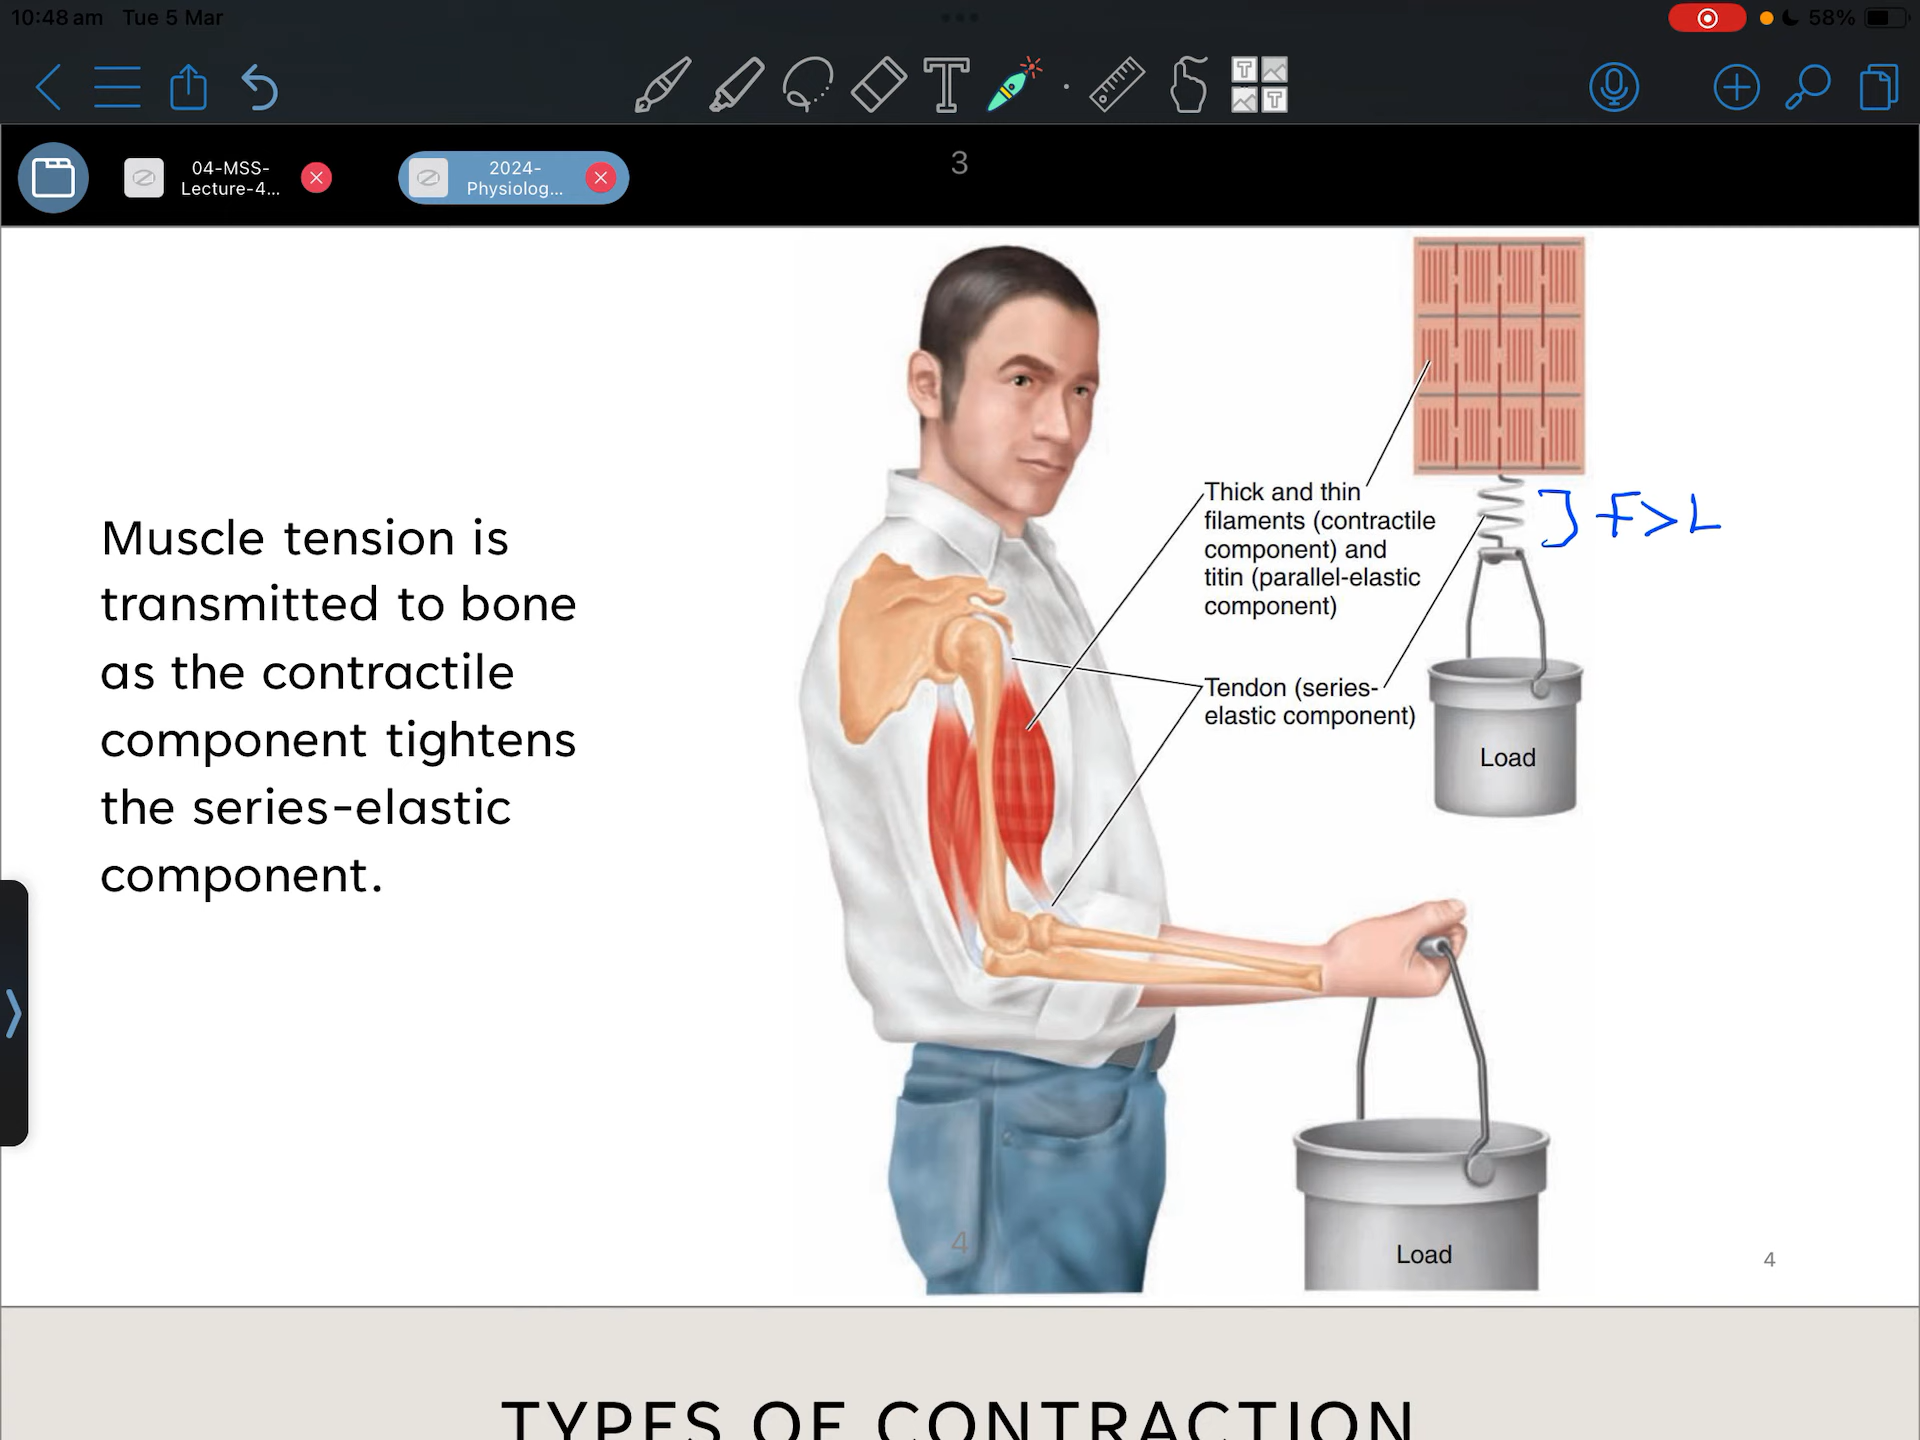 10:48 am Tue 5 Mar
58%
04-MSS-
Lecture-4...
2024-
Physiolog...
3
Muscle tension is
transmitted to bone
as the contractile
component tightens
the series-elastic
component.
Thick and thin
filaments (contractile
component) and
titin (parallel-elastic
component)
F>L
Tendon (series-
elastic component)
Load
Load
4
4
TYPES OF CONTRACTION